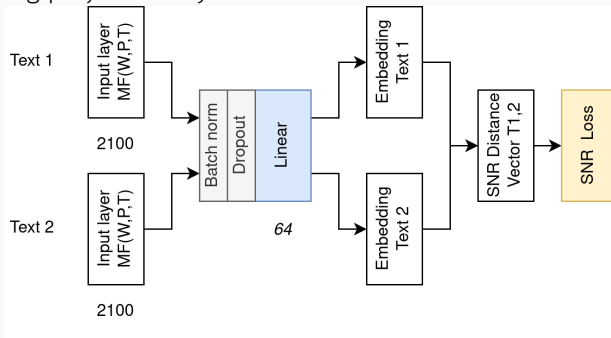 Text 1
Input layer
MF(W,P,T)
2100
Text 2
Input layer
MF(W,P,T)
2100
Batch norm
Dropout
Linear
64
Embedding
Text 1
Embedding
Text 2
SNR Distance
Vector T1,2
SNR Loss